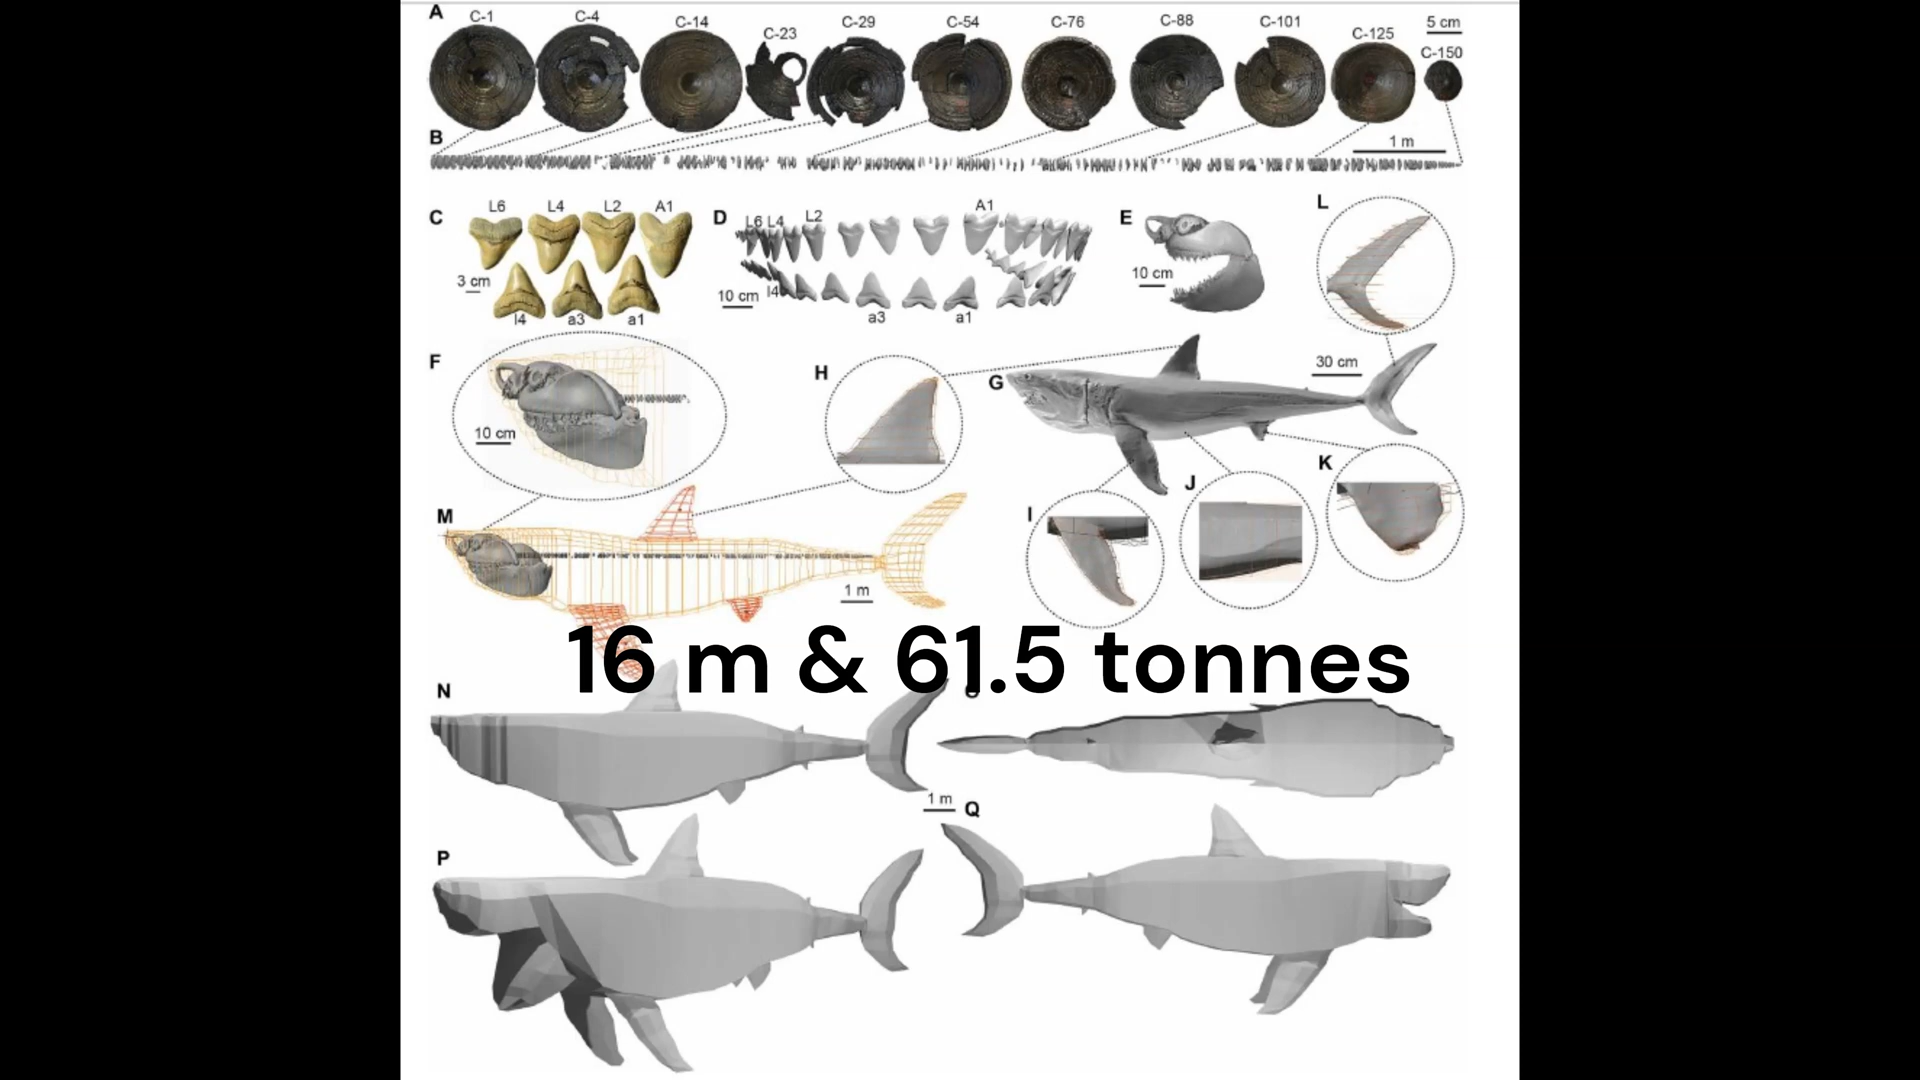 A
C-1 C-4 C-14 C-23 C-29 C-54 C-76 C-88 C-101 C-125 C-150
5 cm
B
1 m
C
L6 L4 L2 A1
3 cm
l4 a3 a1
D
L6 L4 L2 A1
10 cm
l4 a3 a1
E
10 cm
L
F
10 cm
H
G
30 cm
K
J
I
M
1 m
16 m & 61.5 tonnes
N
1 m
Q
P